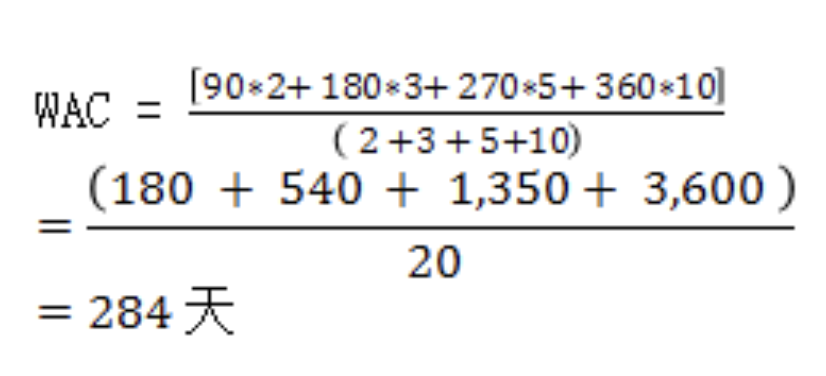 WAC = [90*2+ 180*3+ 270*5+ 360*10]
( 2 +3 + 5+10)
= (180 + 540 + 1,350 + 3,600 )
20
= 284 天